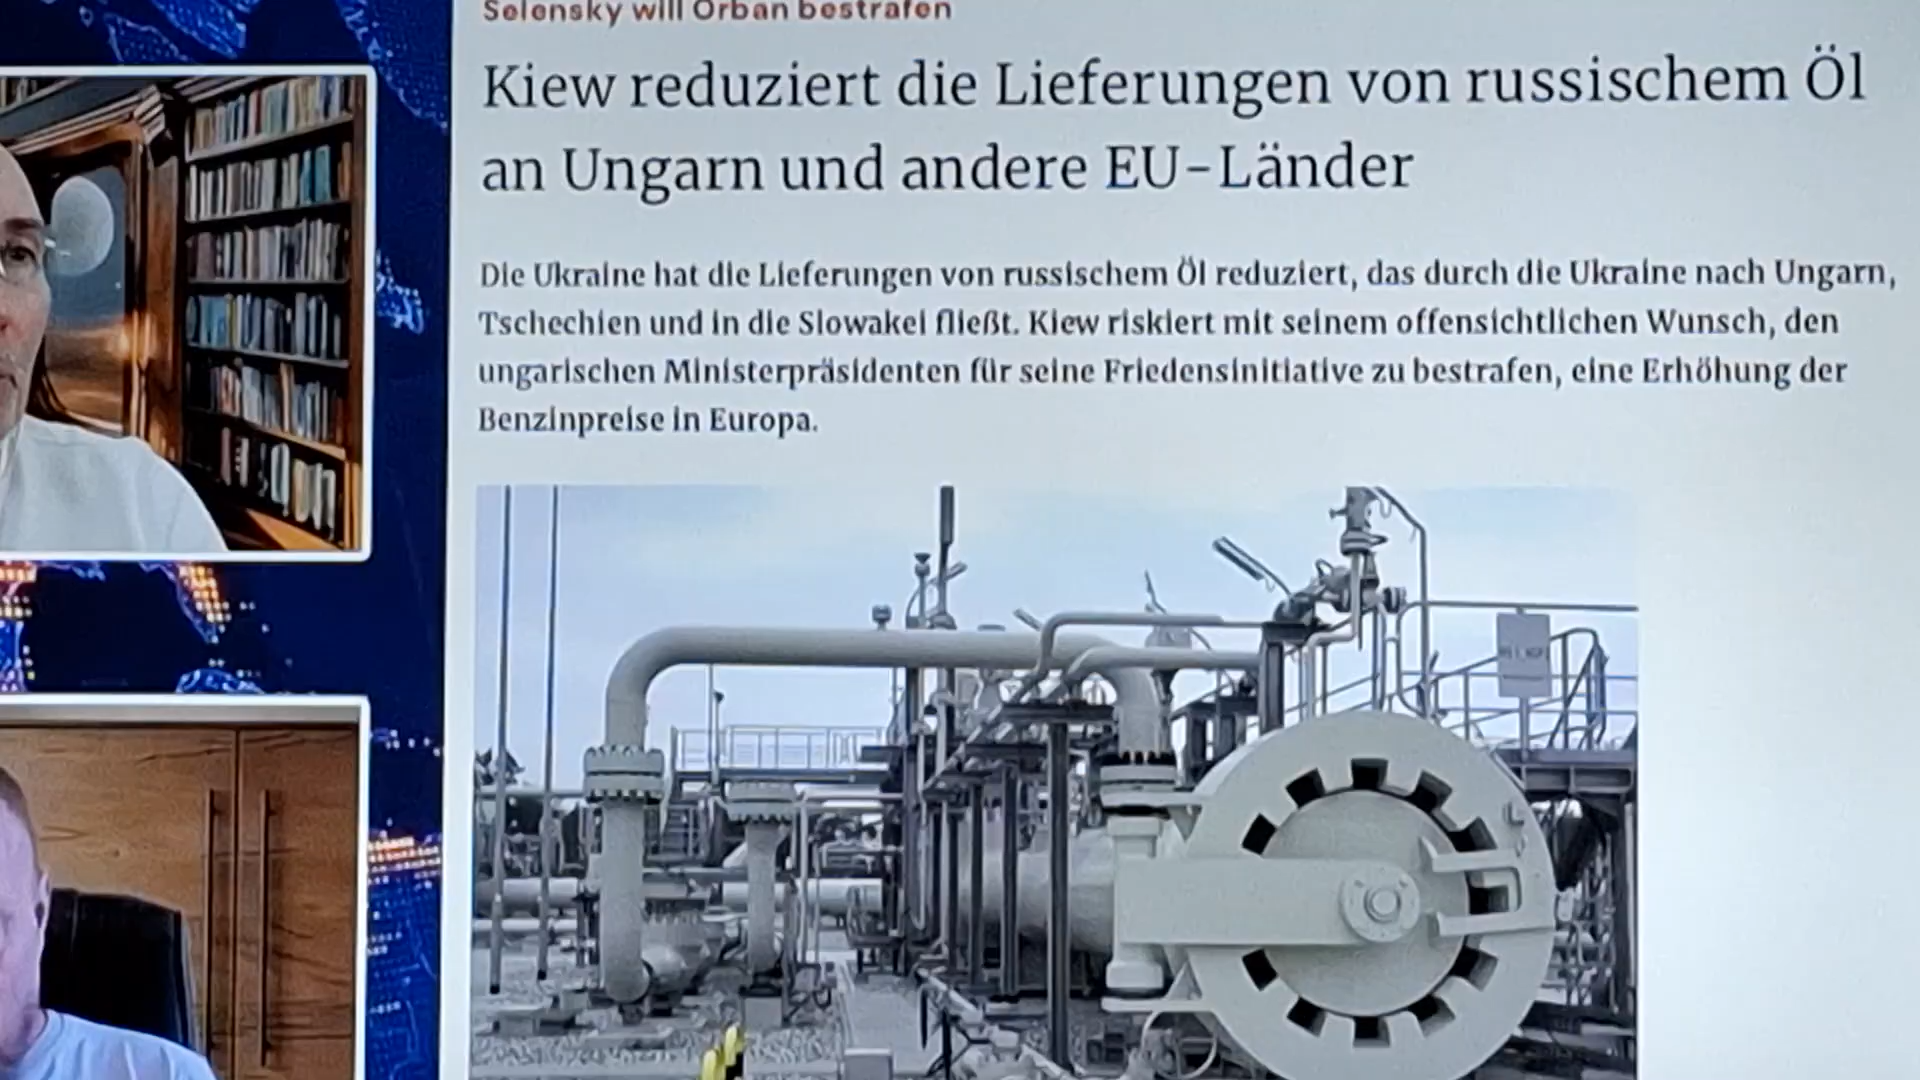 Selensky will Orban bestrafen
Kiew reduziert die Lieferungen von russischem Öl
an Ungarn und andere EU-Länder
Die Ukraine hat die Lieferungen von russischem Öl reduziert, das durch die Ukraine nach Ungarn,
Tschechien und in die Slowakei fließt. Kiew riskiert mit seinem offensichtlichen Wunsch, den
ungarischen Ministerpräsidenten für seine Friedensinitiative zu bestrafen, eine Erhöhung der
Benzinpreise in Europa.